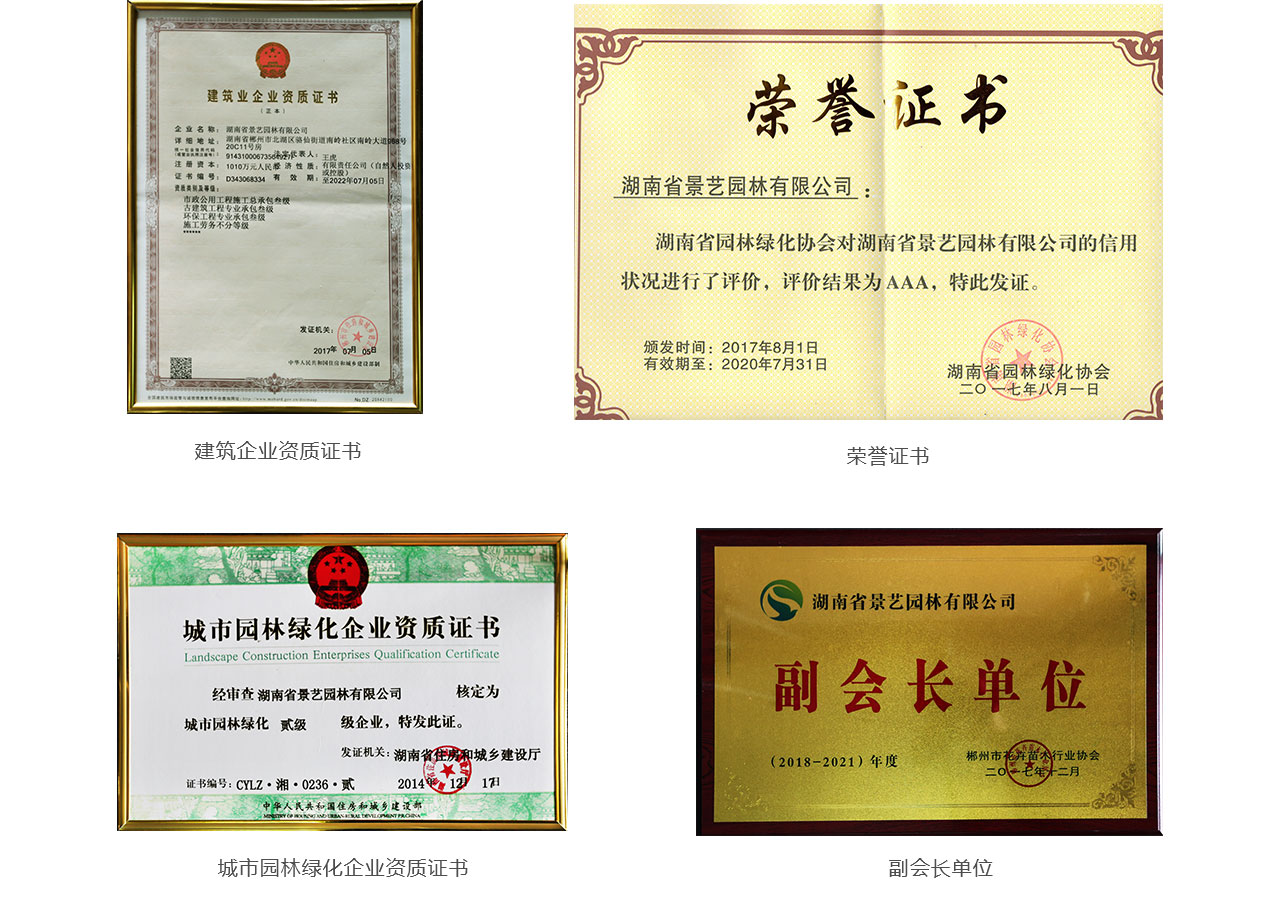 建筑业企业资质证书
（正本）
企业名称：湖南省景艺园林有限公司
详细地址：湖南省郴州市北湖区骆仙街道南岭社区南岭大道988号
20C11号房
统一社会信用代码
（或营业执照注册号）：
法定代表人：王虎
注册资本：1010万元人民币 经济性质：有限责任公司（自然人投资
或控股）
证书编号：D343068334 有效期：至2022年07月05日
资质类别及等级：
市政公用工程施工总承包叁级
古建筑工程专业承包叁级
环保工程专业承包叁级
施工劳务不分等级
******
发证机关：
2017年 07月 05日
中华人民共和国住房和城乡建设部制
建筑企业资质证书
荣誉证书
湖南省景艺园林有限公司：
湖南省园林绿化协会对湖南省景艺园林有限公司的信用
状况进行了评价，评价结果为AAA，特此发证。
颁发时间：2017年8月1日
有效期至：2020年7月31日
湖南省园林绿化协会
二〇一七年八月一日
荣誉证书
城市园林绿化企业资质证书
Landscape Construction Enterprises Qualification Certificate
经审查 湖南省景艺园林有限公司 核定为
城市园林绿化 贰级 级企业，特发此证。
发证机关：湖南省住房和城乡建设厅
证书编号：CYLZ·湘·0236·贰 2014年 12月 17日
中华人民共和国住房和城乡建设部
MINISTRY OF HOUSING AND URBAN-RURAL DEVELOPMENT P.R.CHINA
城市园林绿化企业资质证书
湖南省景艺园林有限公司
副会长单位
（2018-2021）年度
郴州市花卉苗木行业协会
二〇一七年十二月
副会长单位